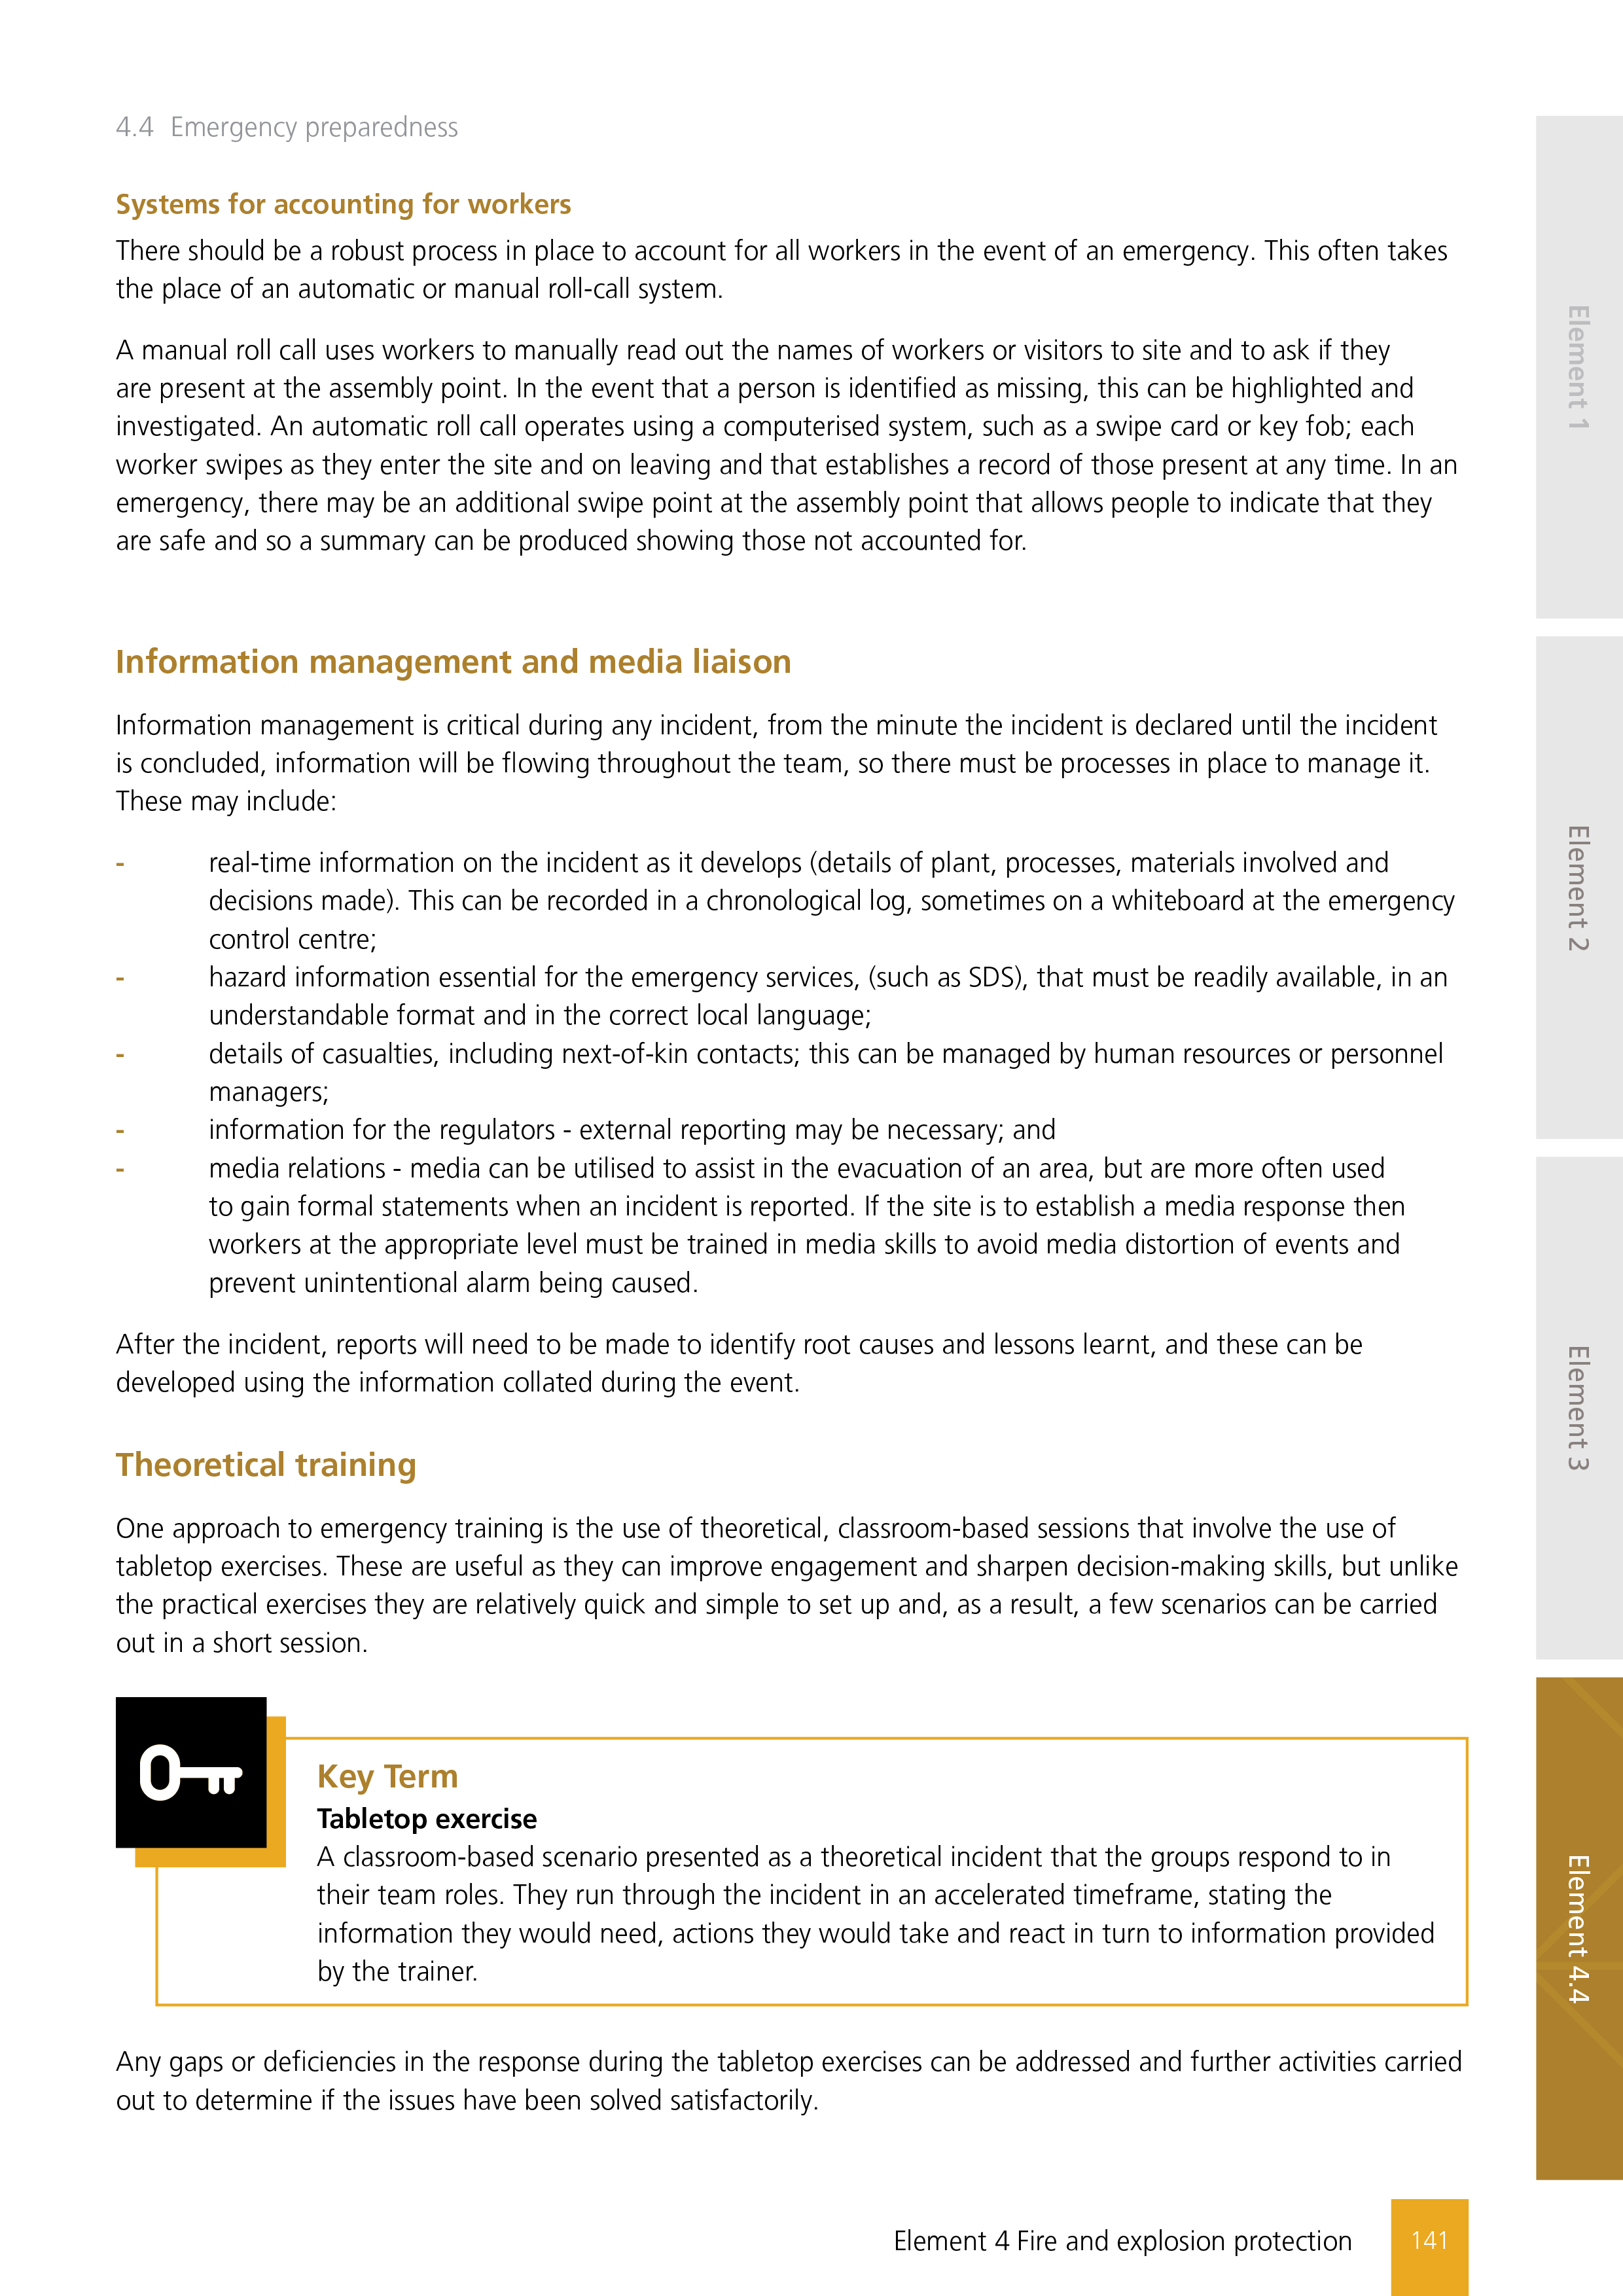 4.4 Emergency preparedness
Systems for accounting for workers
There should be a robust process in place to account for all workers in the event of an emergency. This often takes
the place of an automatic or manual roll-call system.
A manual roll call uses workers to manually read out the names of workers or visitors to site and to ask if they
are present at the assembly point. In the event that a person is identified as missing, this can be highlighted and
investigated. An automatic roll call operates using a computerised system, such as a swipe card or key fob; each
worker swipes as they enter the site and on leaving and that establishes a record of those present at any time. In an
emergency, there may be an additional swipe point at the assembly point that allows people to indicate that they
are safe and so a summary can be produced showing those not accounted for.
Information management and media liaison
Information management is critical during any incident, from the minute the incident is declared until the incident
is concluded, information will be flowing throughout the team, so there must be processes in place to manage it.
These may include:
- real-time information on the incident as it develops (details of plant, processes, materials involved and
decisions made). This can be recorded in a chronological log, sometimes on a whiteboard at the emergency
control centre;
- hazard information essential for the emergency services, (such as SDS), that must be readily available, in an
understandable format and in the correct local language;
- details of casualties, including next-of-kin contacts; this can be managed by human resources or personnel
managers;
- information for the regulators - external reporting may be necessary; and
- media relations - media can be utilised to assist in the evacuation of an area, but are more often used
to gain formal statements when an incident is reported. If the site is to establish a media response then
workers at the appropriate level must be trained in media skills to avoid media distortion of events and
prevent unintentional alarm being caused.
After the incident, reports will need to be made to identify root causes and lessons learnt, and these can be
developed using the information collated during the event.
Theoretical training
One approach to emergency training is the use of theoretical, classroom-based sessions that involve the use of
tabletop exercises. These are useful as they can improve engagement and sharpen decision-making skills, but unlike
the practical exercises they are relatively quick and simple to set up and, as a result, a few scenarios can be carried
out in a short session.
Key Term
Tabletop exercise
A classroom-based scenario presented as a theoretical incident that the groups respond to in
their team roles. They run through the incident in an accelerated timeframe, stating the
information they would need, actions they would take and react in turn to information provided
by the trainer.
Any gaps or deficiencies in the response during the tabletop exercises can be addressed and further activities carried
out to determine if the issues have been solved satisfactorily.
Element 4 Fire and explosion protection
141
Element 1
Element 2
Element 3
Element 4.4